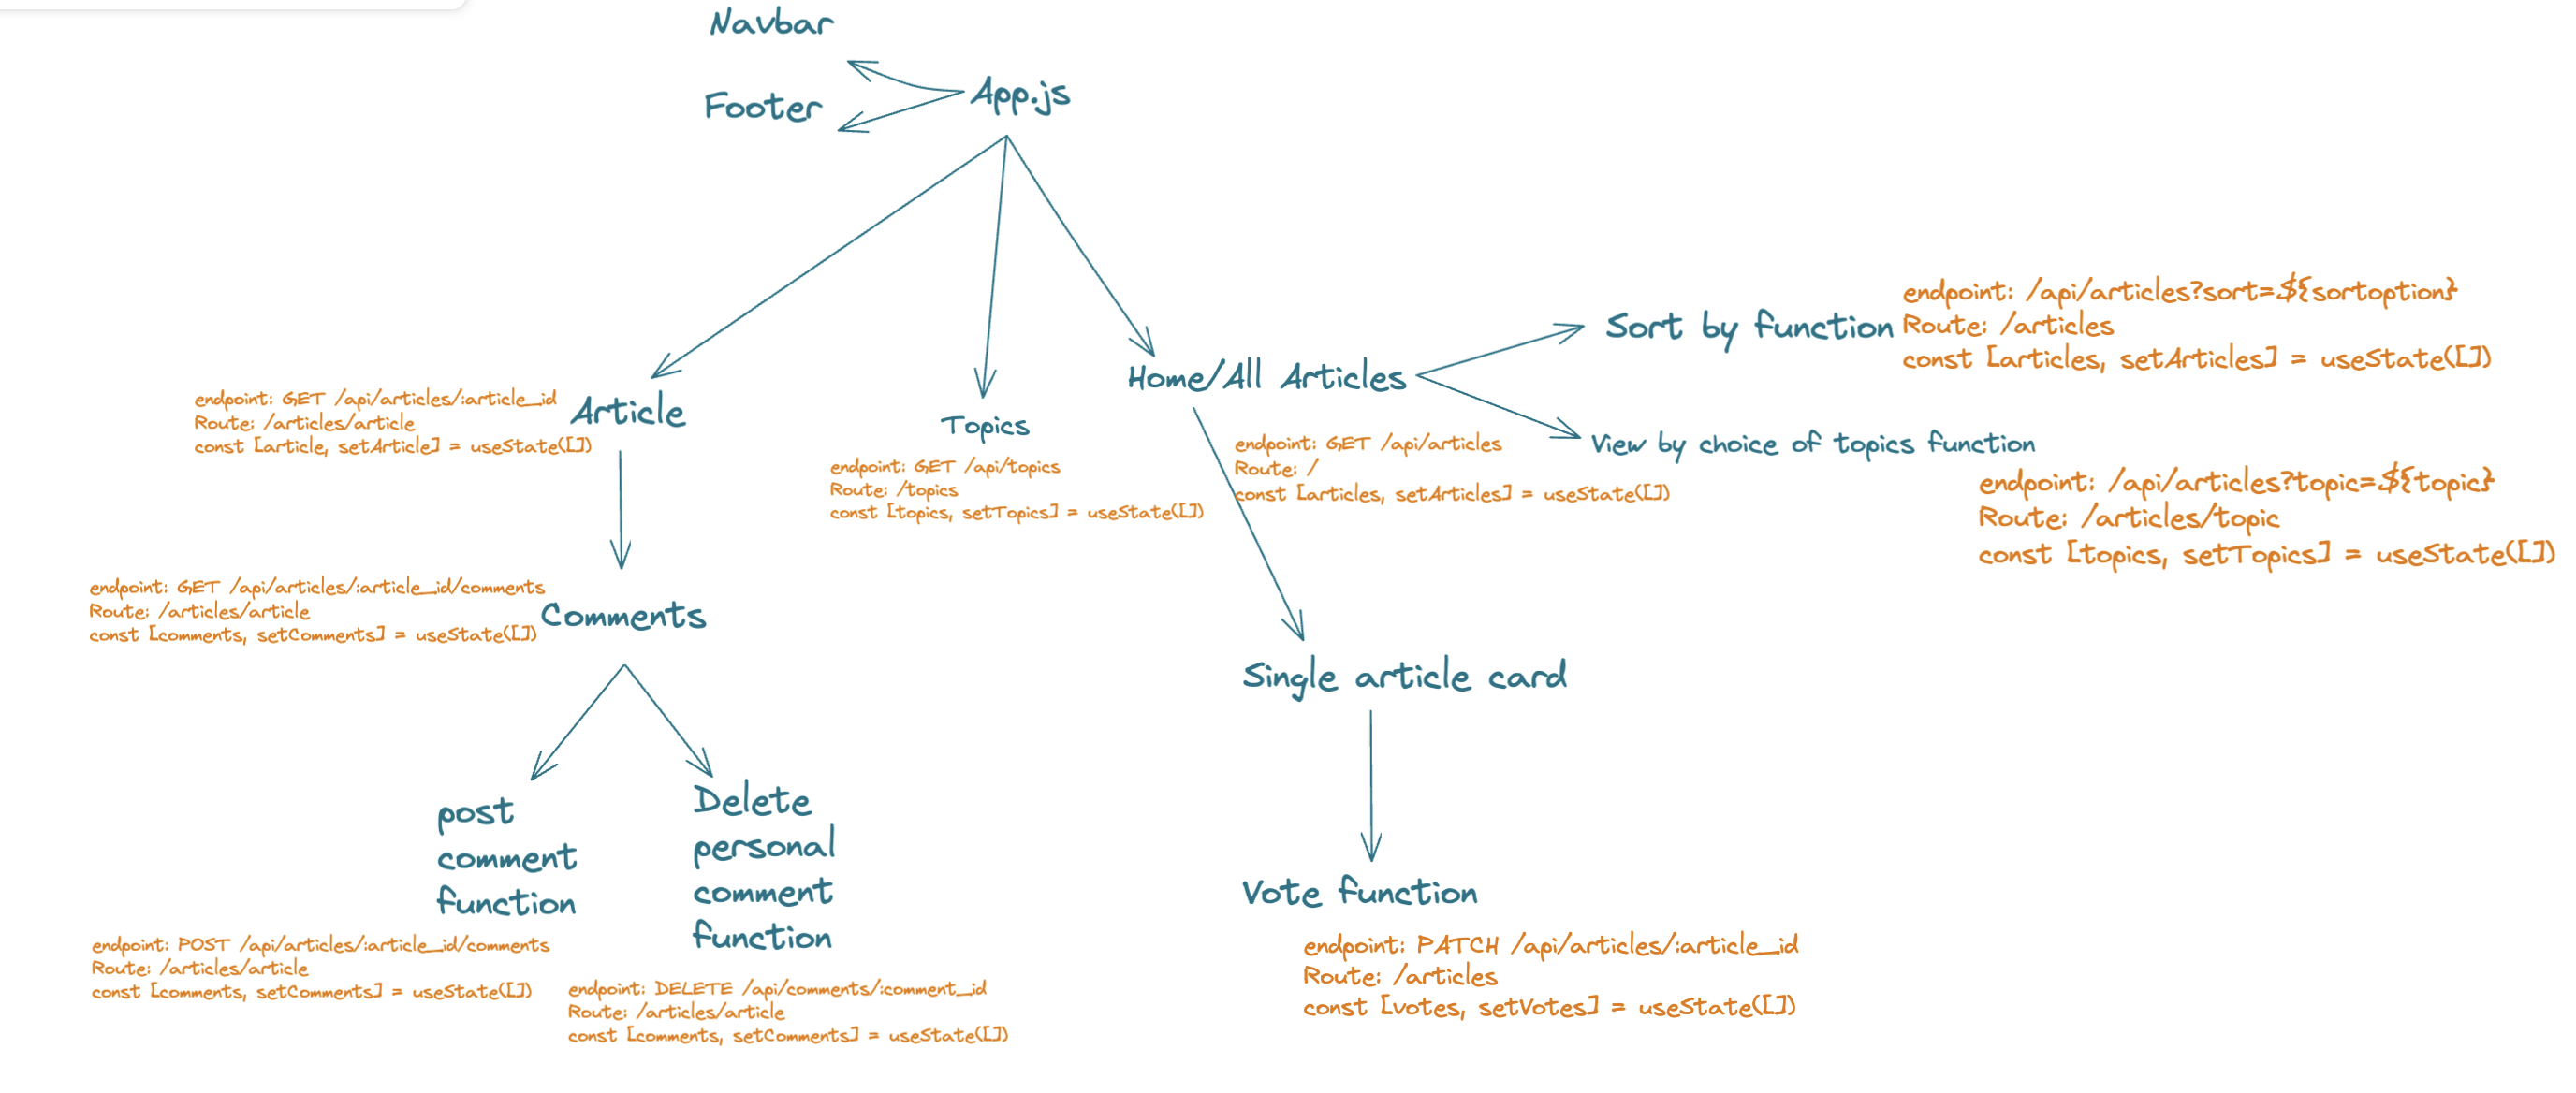 Navbar
Footer
App.js
Article
endpoint: GET /api/articles/:article_id
Route: /articles/article
const [article, setArticle] = useState([])
Topics
endpoint: GET /api/topics
Route: /topics
const [topics, setTopics] = useState([])
Home/All Articles
endpoint: GET /api/articles
Route: /
const [articles, setArticles] = useState([])
Sort by function
endpoint: /api/articles?sort=${sortoption}
Route: /articles
const [articles, setArticles] = useState([])
View by choice of topics function
endpoint: /api/articles?topic=${topic}
Route: /articles/topic
const [topics, setTopics] = useState([])
Comments
endpoint: GET /api/articles/:article_id/comments
Route: /articles/article
const [comments, setComments] = useState([])
Single article card
post
comment
function
endpoint: POST /api/articles/:article_id/comments
Route: /articles/article
const [comments, setComments] = useState([])
Delete
personal
comment
function
endpoint: DELETE /api/comments/:comment_id
Route: /articles/article
const [comments, setComments] = useState([])
Vote function
endpoint: PATCH /api/articles/:article_id
Route: /articles
const [votes, setVotes] = useState([])